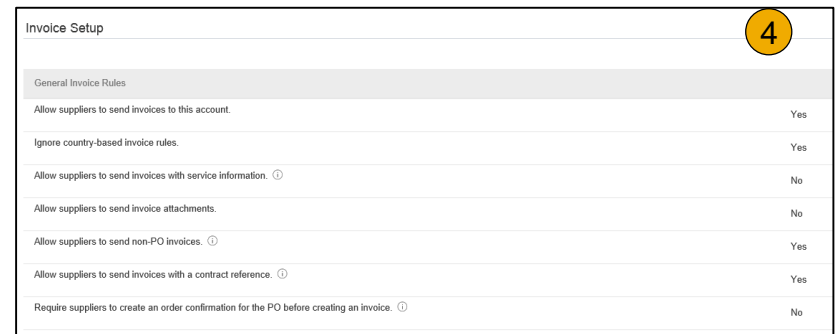 Invoice Setup
4
General Invoice Rules
Allow suppliers to send invoices to this account. Yes
Ignore country-based invoice rules. Yes
Allow suppliers to send invoices with service information. ⓘ No
Allow suppliers to send invoice attachments. No
Allow suppliers to send non-PO invoices. ⓘ Yes
Allow suppliers to send invoices with a contract reference. ⓘ Yes
Require suppliers to create an order confirmation for the PO before creating an invoice. ⓘ No